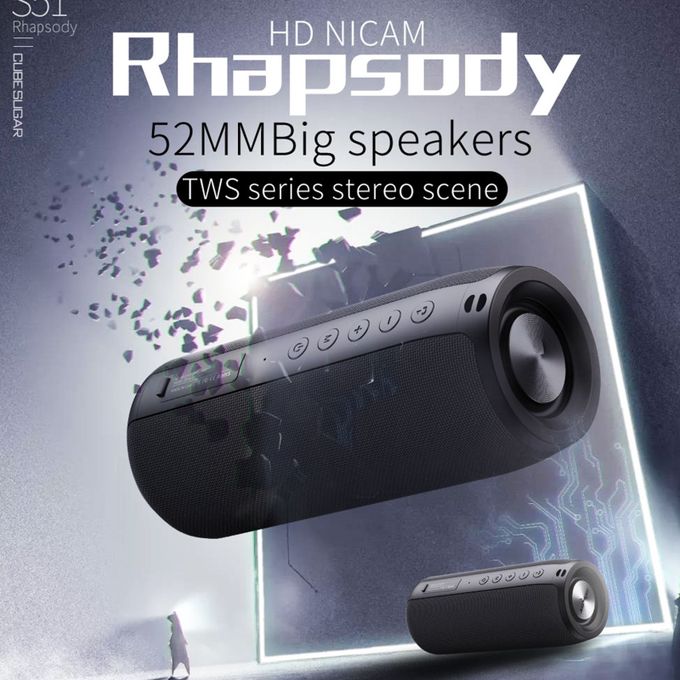 S51
Rhapsody
CUBE SUGAR
HD NICAM
Rhapsody
52MMBig speakers
TWS series stereo scene